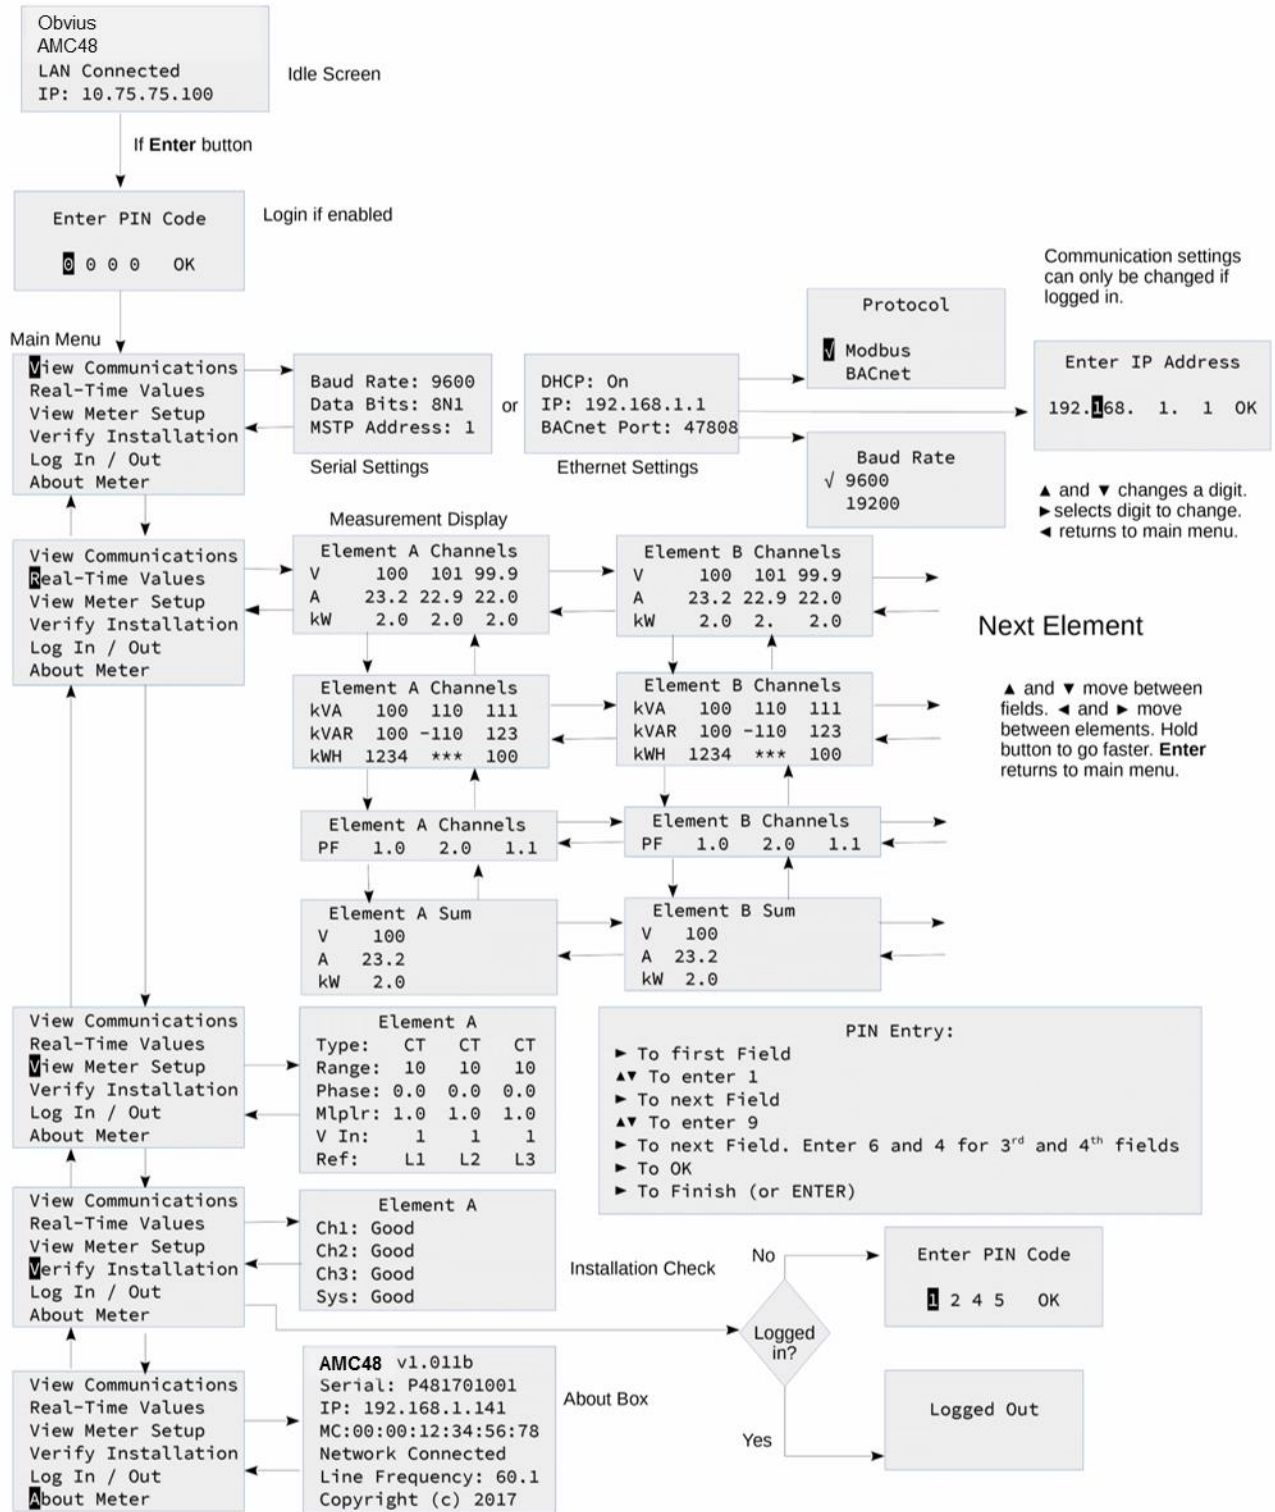 Obvius
AMC48
LAN Connected
IP: 10.75.75.100
Idle Screen
If Enter button
Enter PIN Code
0 0 0 0 OK
Login if enabled
Main Menu
View Communications
Real-Time Values
View Meter Setup
Verify Installation
Log In / Out
About Meter
Baud Rate: 9600
Data Bits: 8N1
MSTP Address: 1
Serial Settings
or
DHCP: On
IP: 192.168.1.1
BACnet Port: 47808
Ethernet Settings
Protocol
√ Modbus
BACnet
Communication settings
can only be changed if
logged in.
Enter IP Address
192.168. 1. 1 OK
Baud Rate
√ 9600
19200
▲ and ▼ changes a digit.
► selects digit to change.
◄ returns to main menu.
View Communications
Real-Time Values
View Meter Setup
Verify Installation
Log In / Out
About Meter
Measurement Display
Element A Channels
V 100 101 99.9
A 23.2 22.9 22.0
kW 2.0 2.0 2.0
Element B Channels
V 100 101 99.9
A 23.2 22.9 22.0
kW 2.0 2. 2.0
Next Element
Element A Channels
kVA 100 110 111
kVAR 100 -110 123
kWH 1234 *** 100
Element B Channels
kVA 100 110 111
kVAR 100 -110 123
kWH 1234 *** 100
▲ and ▼ move between
fields. ◄ and ► move
between elements. Hold
button to go faster. Enter
returns to main menu.
Element A Channels
PF 1.0 2.0 1.1
Element B Channels
PF 1.0 2.0 1.1
Element A Sum
V 100
A 23.2
kW 2.0
Element B Sum
V 100
A 23.2
kW 2.0
View Communications
Real-Time Values
View Meter Setup
Verify Installation
Log In / Out
About Meter
Element A
Type: CT CT CT
Range: 10 10 10
Phase: 0.0 0.0 0.0
Mlplr: 1.0 1.0 1.0
V In: 1 1 1
Ref: L1 L2 L3
PIN Entry:
► To first Field
▲▼ To enter 1
► To next Field
▲▼ To enter 9
► To next Field. Enter 6 and 4 for 3rd and 4th fields
► To OK
► To Finish (or ENTER)
View Communications
Real-Time Values
View Meter Setup
Verify Installation
Log In / Out
About Meter
Element A
Ch1: Good
Ch2: Good
Ch3: Good
Sys: Good
Installation Check
No
Logged
in?
Yes
Enter PIN Code
1 2 4 5 OK
Logged Out
View Communications
Real-Time Values
View Meter Setup
Verify Installation
Log In / Out
About Meter
AMC48 v1.011b
Serial: P481701001
IP: 192.168.1.141
MC:00:00:12:34:56:78
Network Connected
Line Frequency: 60.1
Copyright (c) 2017
About Box